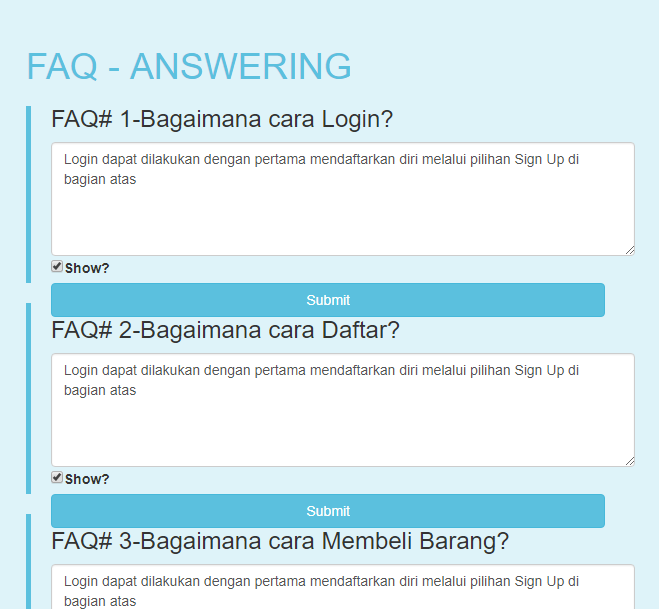 FAQ - ANSWERING
FAQ# 1-Bagaimana cara Login?
Login dapat dilakukan dengan pertama mendaftarkan diri melalui pilihan Sign Up di
bagian atas
Show?
Submit
FAQ# 2-Bagaimana cara Daftar?
Login dapat dilakukan dengan pertama mendaftarkan diri melalui pilihan Sign Up di
bagian atas
Show?
Submit
FAQ# 3-Bagaimana cara Membeli Barang?
Login dapat dilakukan dengan pertama mendaftarkan diri melalui pilihan Sign Up di
bagian atas